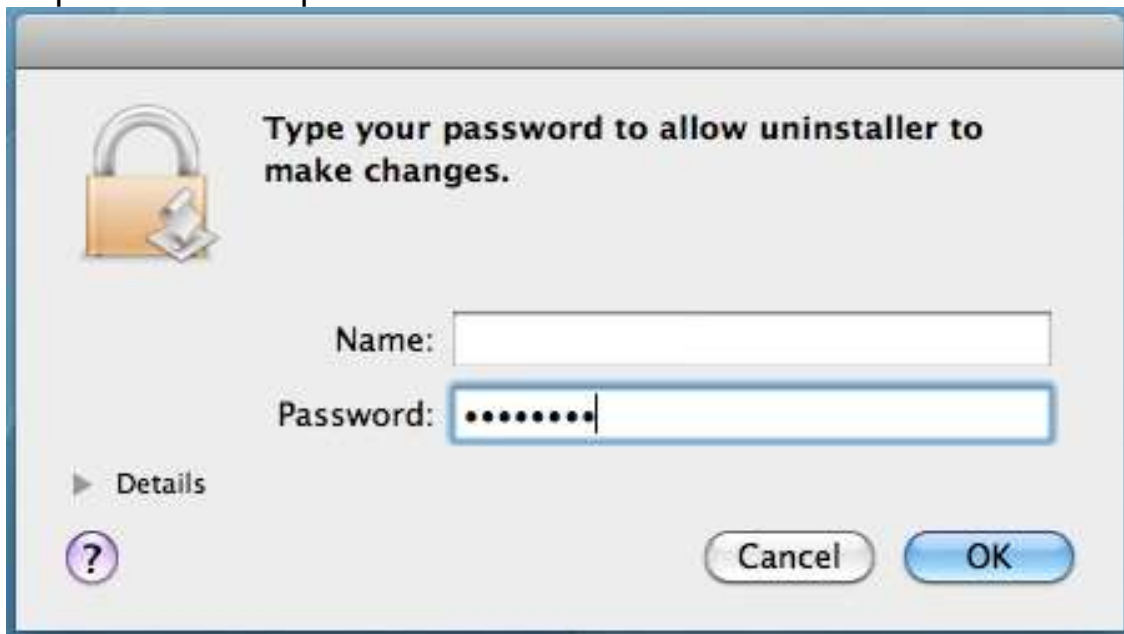 Type your password to allow uninstaller to
make changes.
Name:
Password: ••••••••
Details
?
Cancel OK